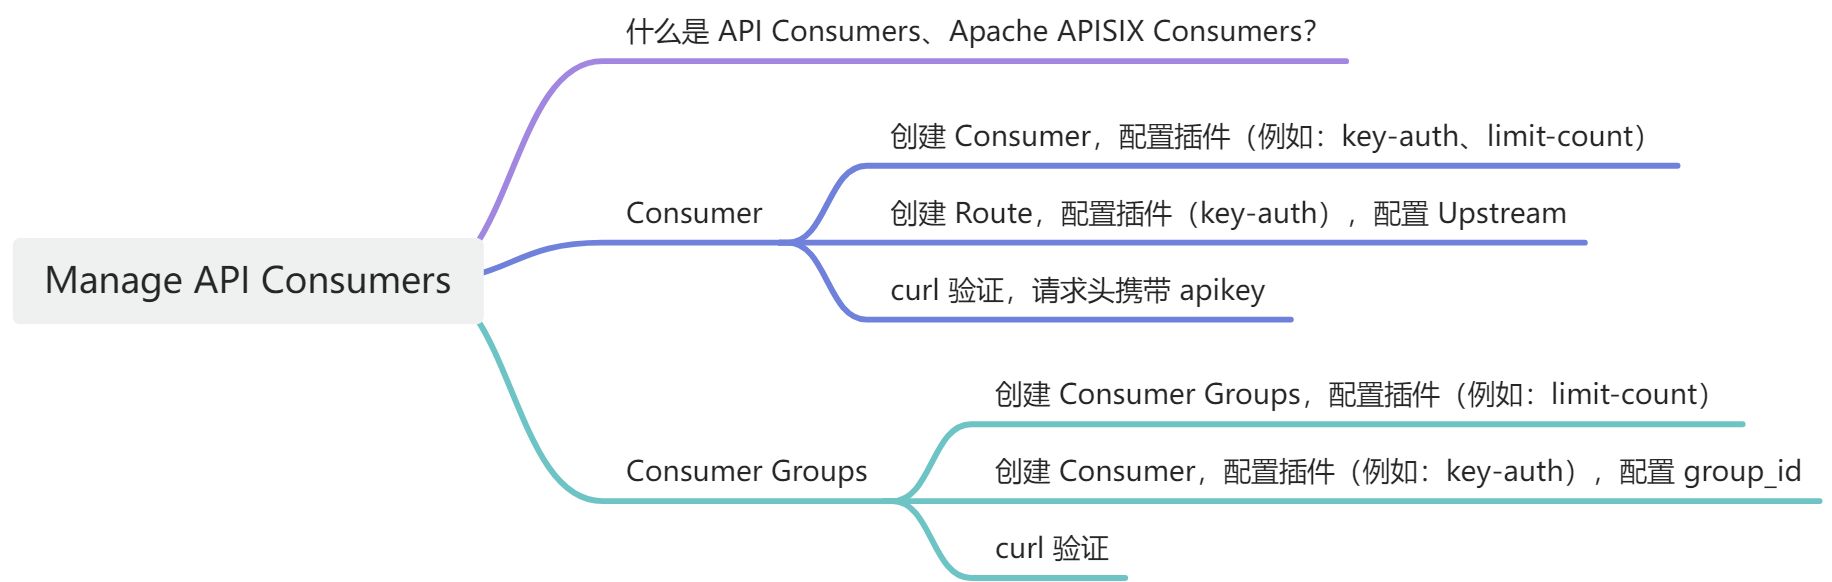 Manage API Consumers
什么是 API Consumers、Apache APISIX Consumers？
Consumer
创建 Consumer，配置插件（例如：key-auth、limit-count）
创建 Route，配置插件（key-auth），配置 Upstream
curl 验证，请求头携带 apikey
Consumer Groups
创建 Consumer Groups，配置插件（例如：limit-count）
创建 Consumer，配置插件（例如：key-auth），配置 group_id
curl 验证